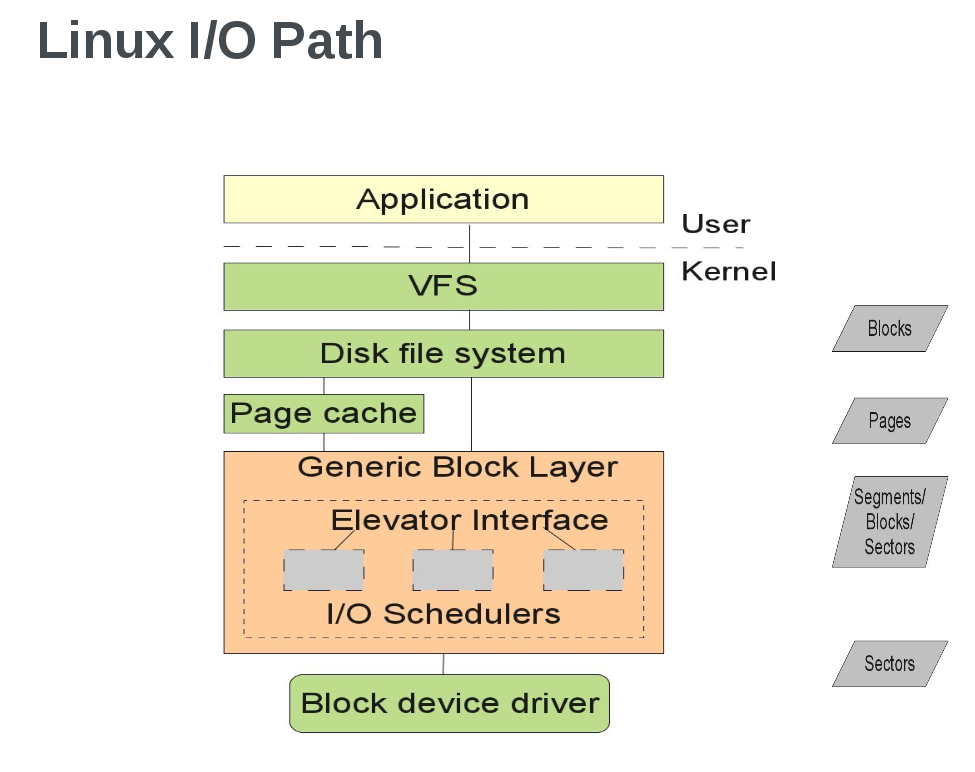 Linux I/O Path
Application
User
Kernel
VFS
Blocks
Disk file system
Page cache
Pages
Generic Block Layer
Segments/
Blocks/
Sectors
Elevator Interface
I/O Schedulers
Sectors
Block device driver